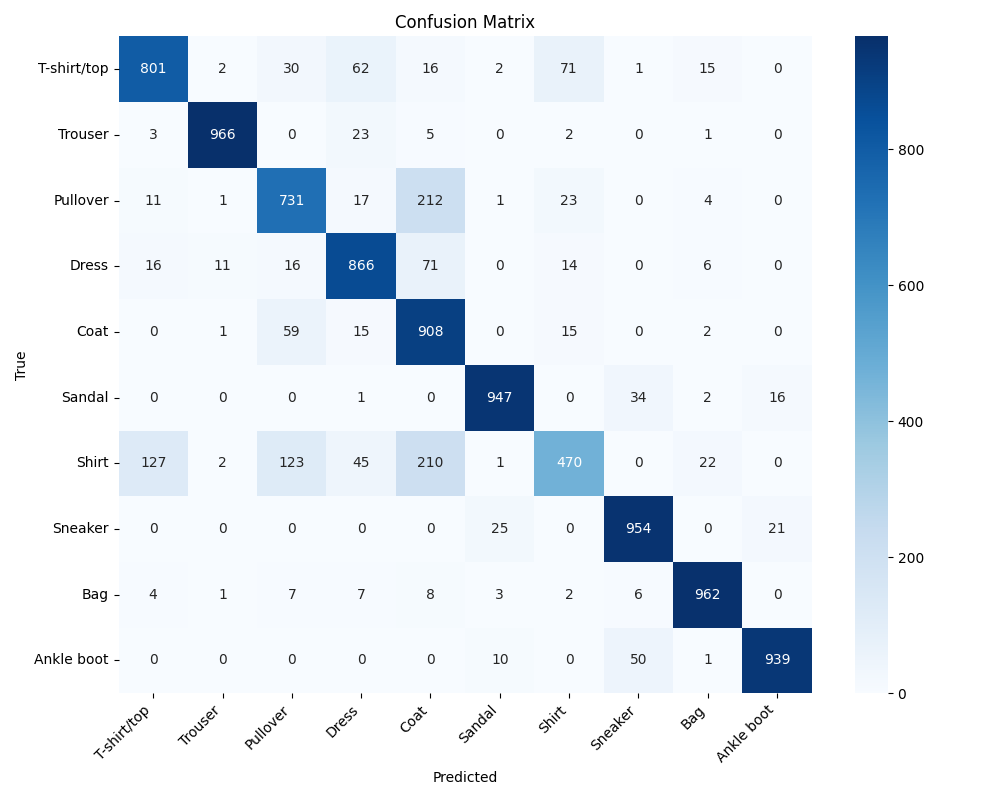 Confusion Matrix
T-shirt/top 801 2 30 62 16 2 71 1 15 0
Trouser 3 966 0 23 5 0 2 0 1 0
Pullover 11 1 731 17 212 1 23 0 4 0
Dress 16 11 16 866 71 0 14 0 6 0
Coat 0 1 59 15 908 0 15 0 2 0
Sandal 0 0 0 1 0 947 0 34 2 16
Shirt 127 2 123 45 210 1 470 0 22 0
Sneaker 0 0 0 0 0 25 0 954 0 21
Bag 4 1 7 7 8 3 2 6 962 0
Ankle boot 0 0 0 0 0 10 0 50 1 939
True
T-shirt/top Trouser Pullover Dress Coat Sandal Shirt Sneaker Bag Ankle boot
Predicted
800
600
400
200
0